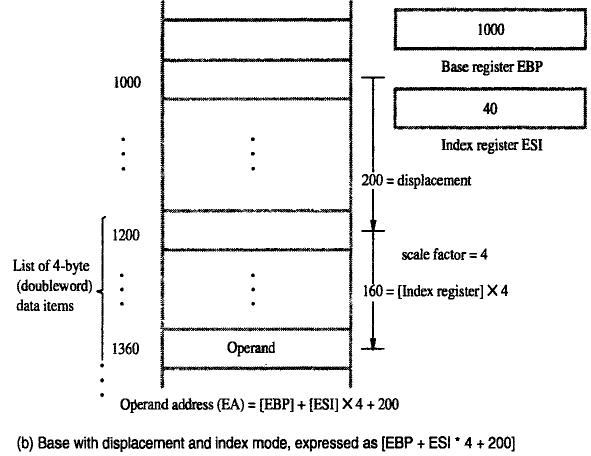 1000
Base register EBP
1000
40
Index register ESI
200 = displacement
1200
scale factor = 4
List of 4-byte
(doubleword)
data items
160 = [Index register] × 4
1360
Operand
Operand address (EA) = [EBP] + [ESI] × 4 + 200
(b) Base with displacement and index mode, expressed as [EBP + ESI * 4 + 200]